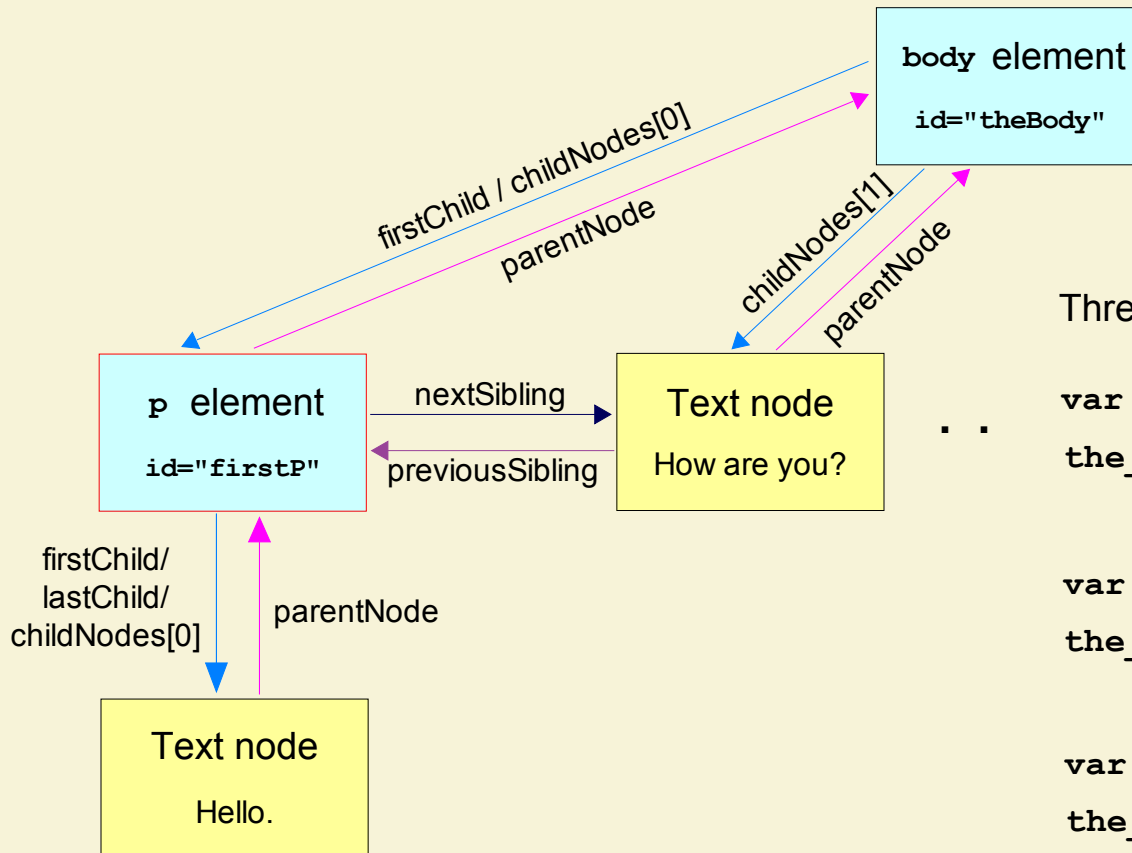 body element
id="theBody"
firstChild / childNodes[0]
parentNode
childNodes[1]
parentNode
p element
id="firstP"
nextSibling
previousSibling
Text node
How are you?
. .
firstChild/
lastChild/
childNodes[0]
parentNode
Text node
Hello.
Thre
var
the_
var
the_
var
the_